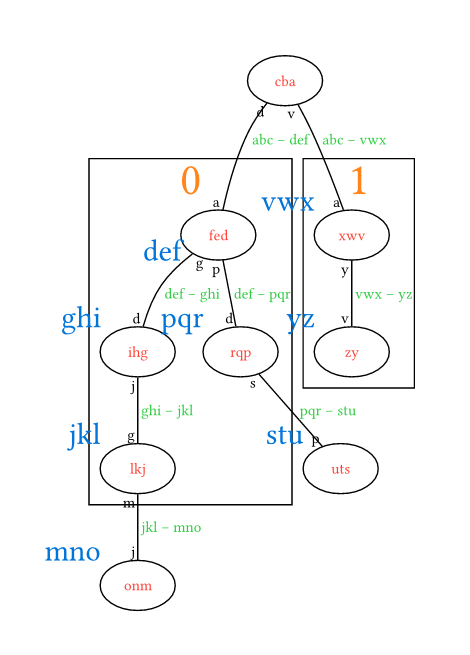 cba
d v
abc – def abc – vwx
0 1
a vwx a
fed xwv
def g p y
def – ghi def – pqr vwx – yz
ghi d pqr d yz v
ihg rqp zy
j s
ghi – jkl pqr – stu
jkl g stu p
lkj uts
m
jkl – mno
mno j
onm